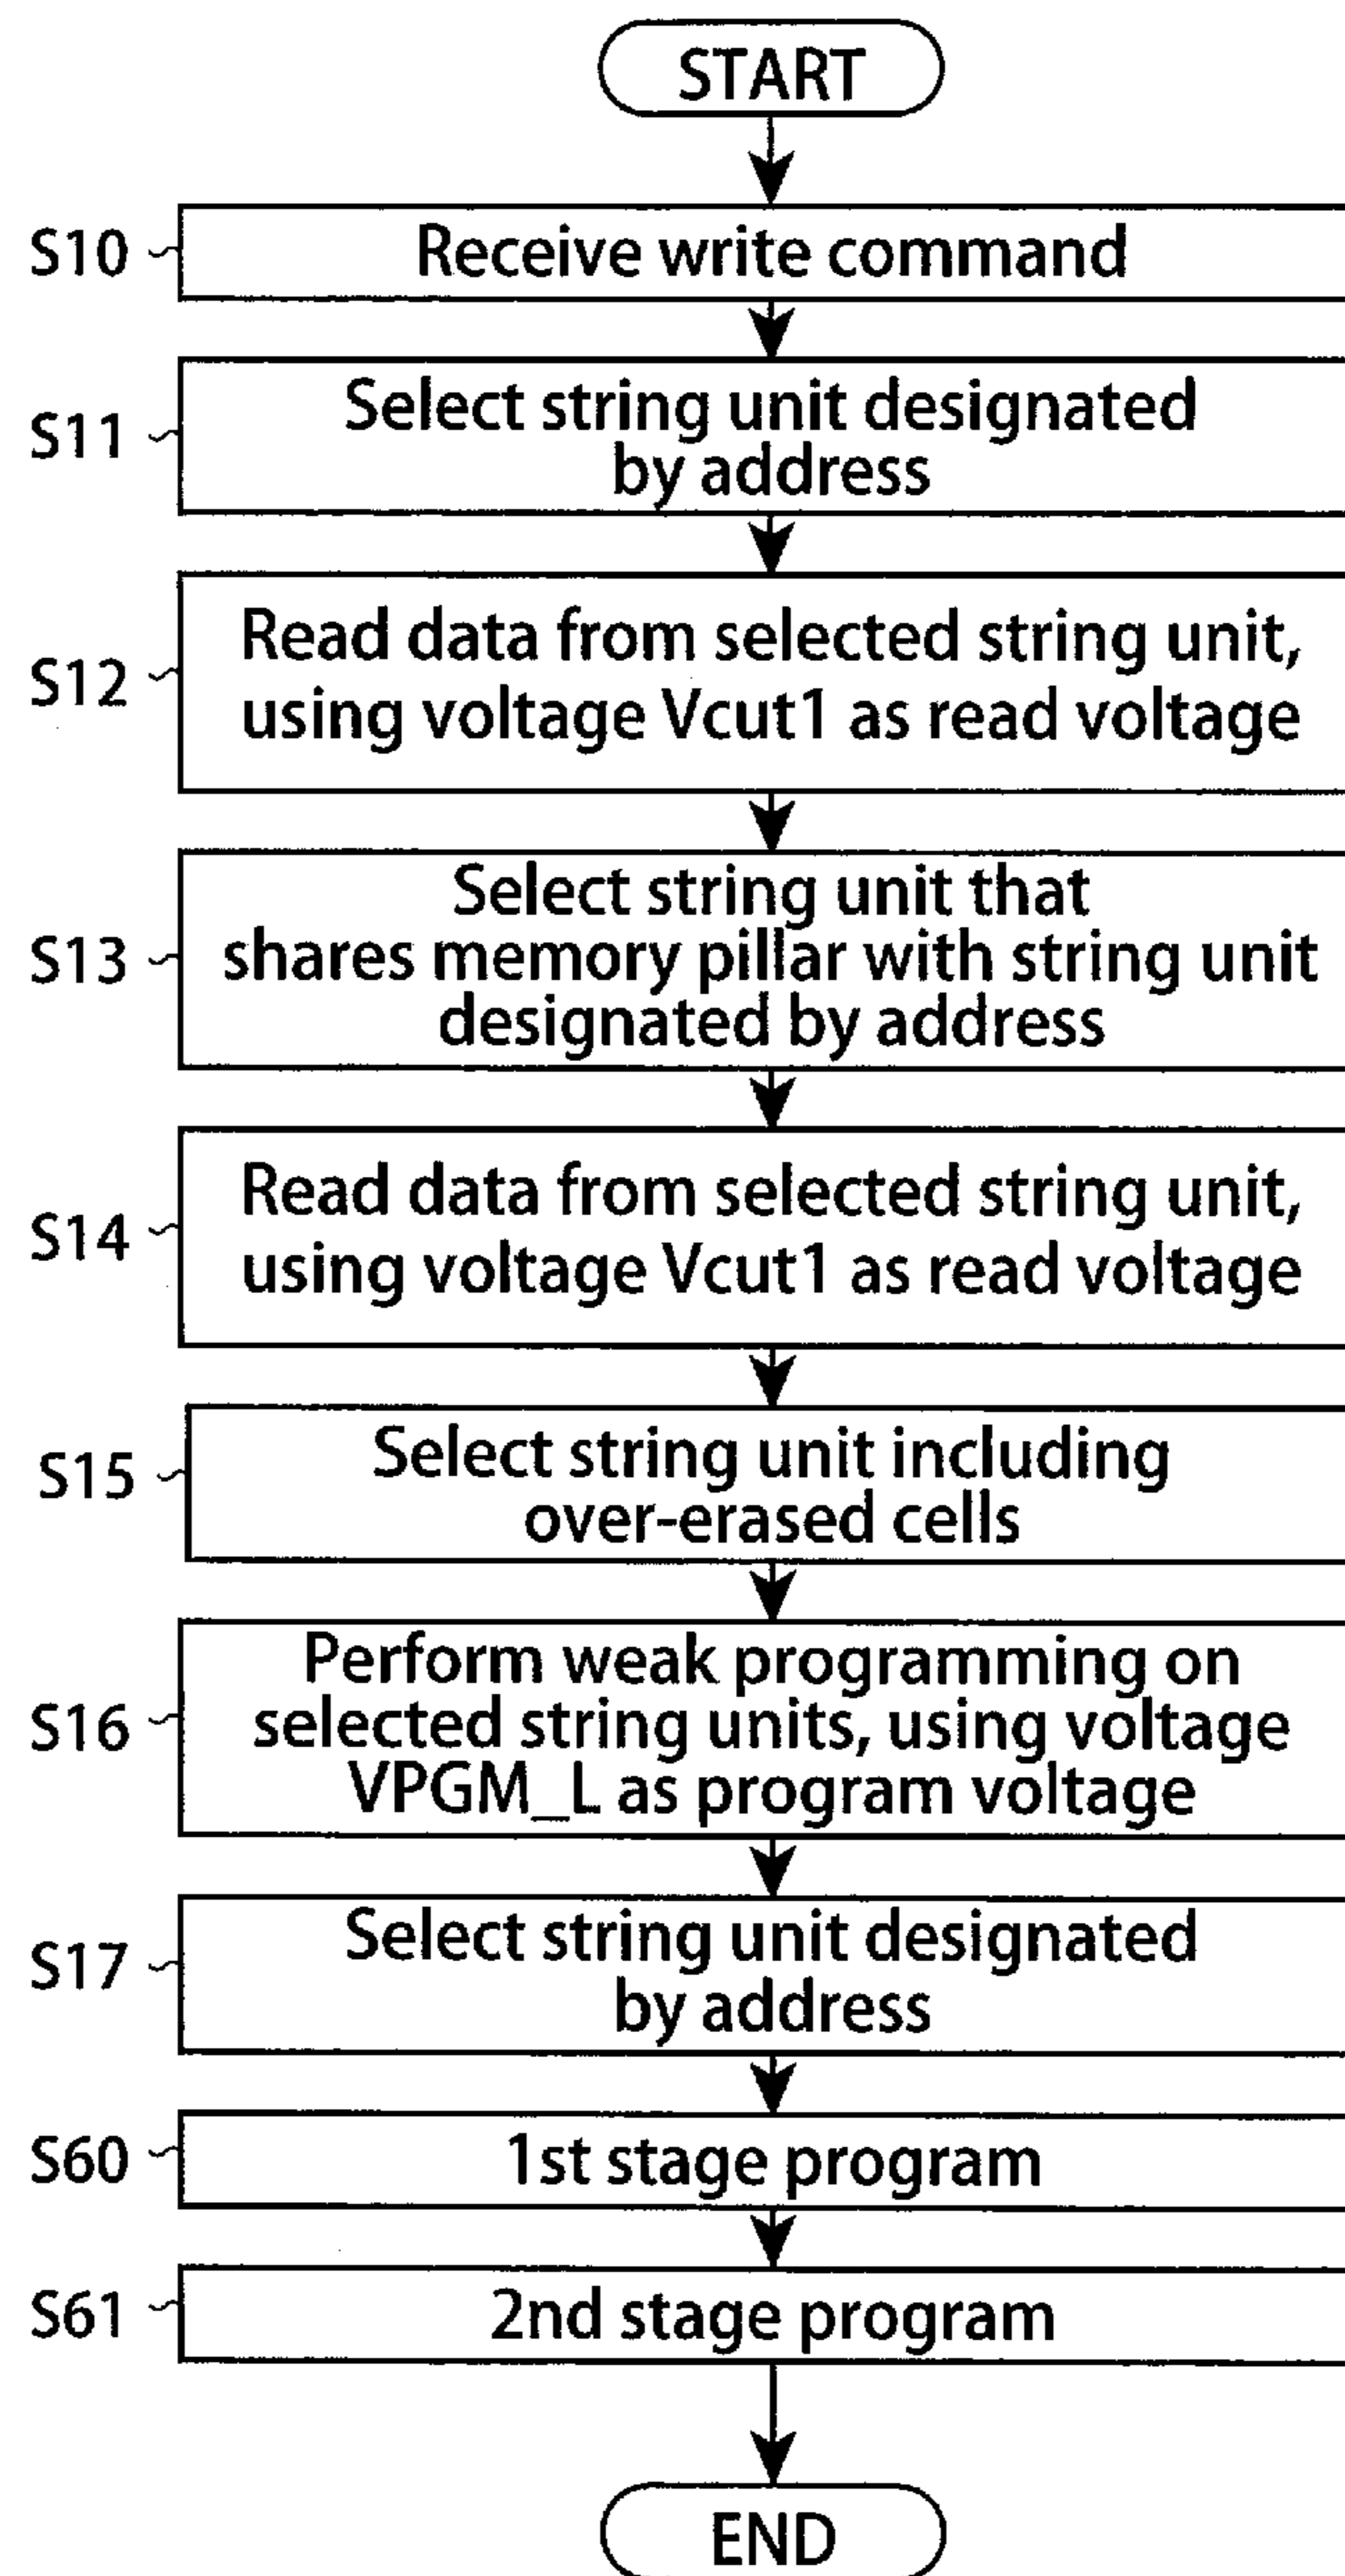 START
S10 Receive write command
S11 Select string unit designated
by address
S12 Read data from selected string unit,
using voltage Vcut1 as read voltage
S13 Select string unit that
shares memory pillar with string unit
designated by address
S14 Read data from selected string unit,
using voltage Vcut1 as read voltage
S15 Select string unit including
over-erased cells
S16 Perform weak programming on
selected string units, using voltage
VPGM_L as program voltage
S17 Select string unit designated
by address
S60 1st stage program
S61 2nd stage program
END